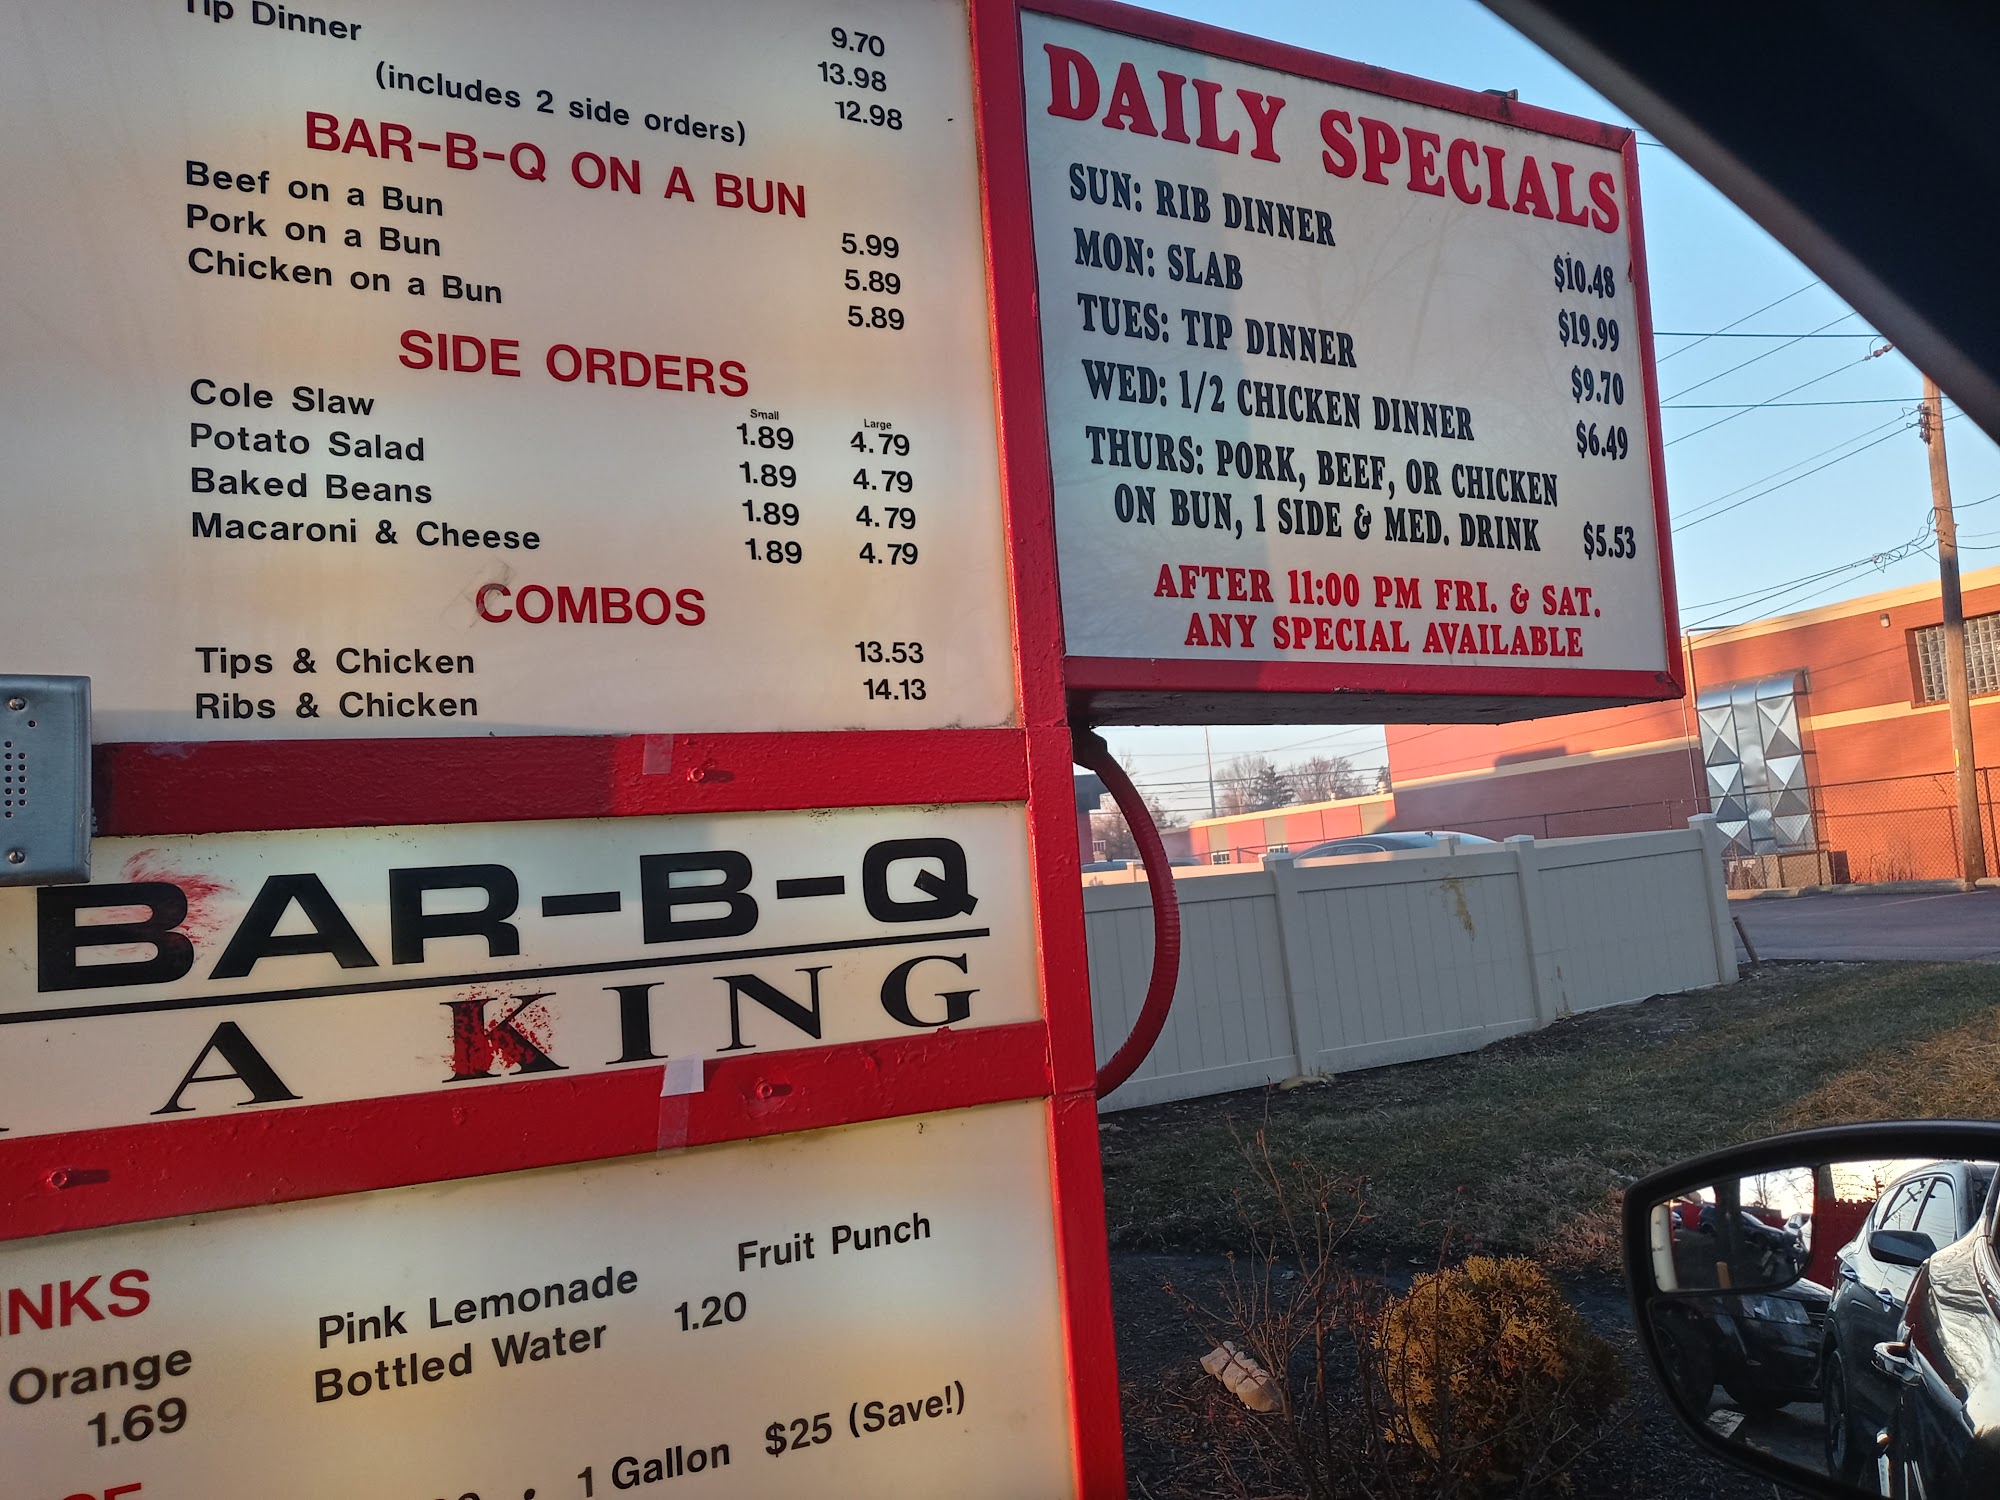 Tip Dinner 9.70
13.98
(includes 2 side orders) 12.98
BAR-B-Q ON A BUN
Beef on a Bun 5.99
Pork on a Bun 5.89
Chicken on a Bun 5.89
SIDE ORDERS
Small Large
Cole Slaw 1.89 4.79
Potato Salad 1.89 4.79
Baked Beans 1.89 4.79
Macaroni & Cheese 1.89 4.79
COMBOS
Tips & Chicken 13.53
Ribs & Chicken 14.13
BAR-B-Q
A KING
INKS
Orange
1.69
Pink Lemonade Fruit Punch
Bottled Water 1.20
1 Gallon $25 (Save!)
DAILY SPECIALS
SUN: RIB DINNER $10.48
MON: SLAB $19.99
TUES: TIP DINNER $9.70
WED: 1/2 CHICKEN DINNER $6.49
THURS: PORK, BEEF, OR CHICKEN
ON BUN, 1 SIDE & MED. DRINK $5.53
AFTER 11:00 PM FRI. & SAT.
ANY SPECIAL AVAILABLE